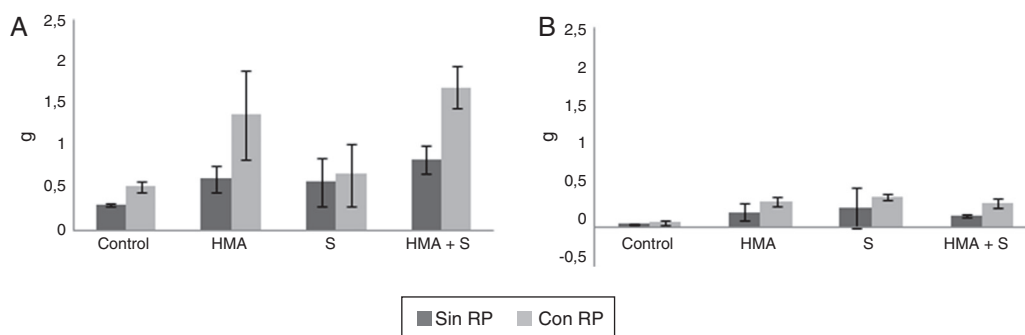 A
2,5
2
1,5
1
0,5
0
g
Control
HMA
S
HMA + S
B
2,5
2
1,5
1
0,5
0
-0,5
g
Control
HMA
S
HMA + S
Sin RP
Con RP